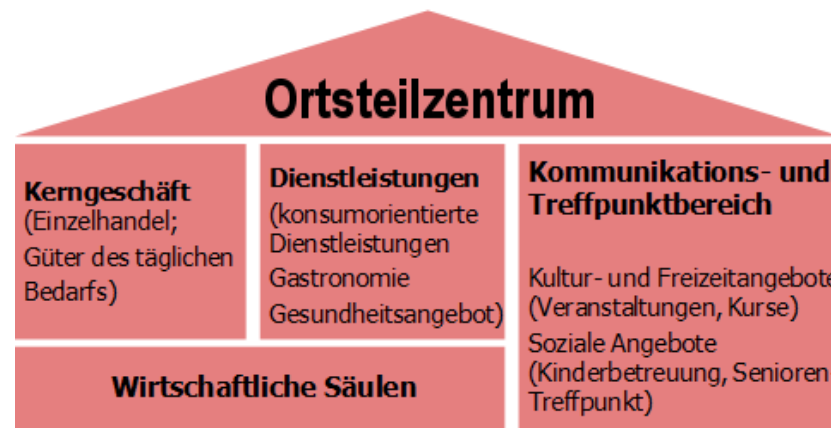 Ortsteilzentrum
Kerngeschäft
(Einzelhandel;
Güter des täglichen
Bedarfs)
Dienstleistungen
(konsumorientierte
Dienstleistungen
Gastronomie
Gesundheitsangebot)
Wirtschaftliche Säulen
Kommunikations- und
Treffpunktbereich
Kultur- und Freizeitangebote
(Veranstaltungen, Kurse)
Soziale Angebote
(Kinderbetreuung, Senioren
Treffpunkt)